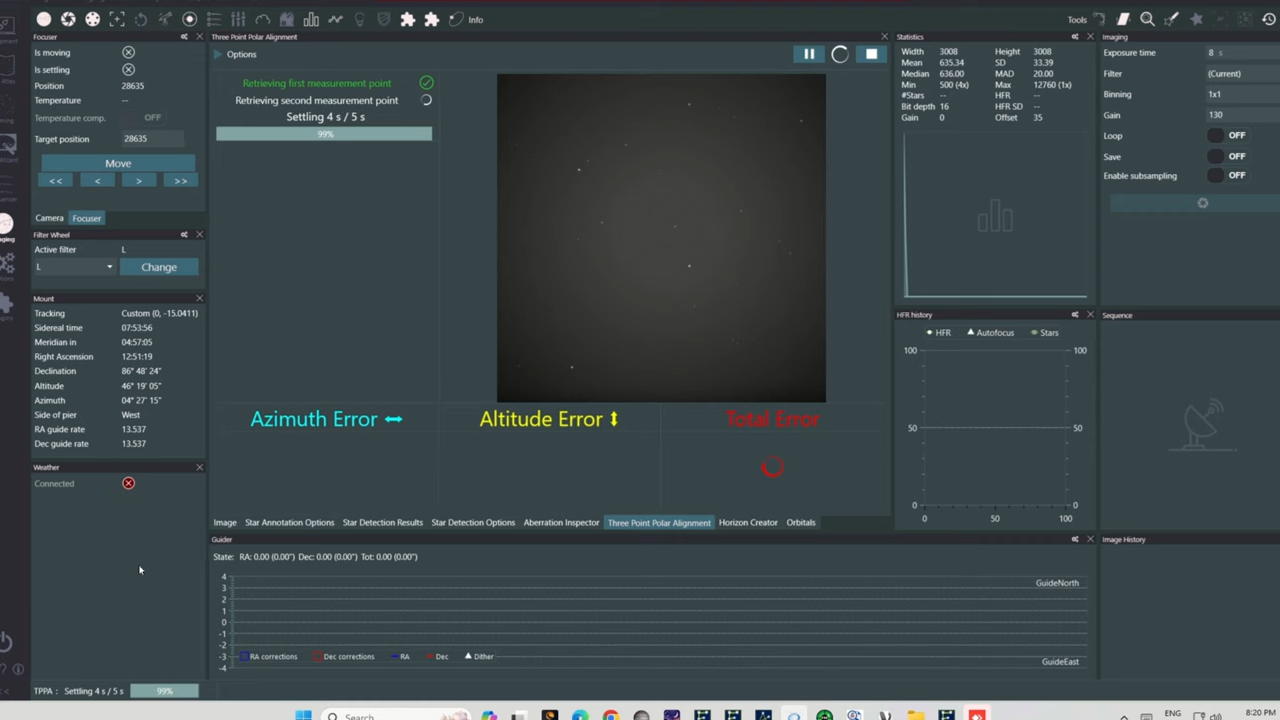 Info
Tools
Focuser
Is moving
Is settling
Position 28635
Temperature --
Temperature comp. OFF
Target position 28635
Move
<< < > >>
Camera Focuser
Filter Wheel
Active filter L
L Change
Mount
Tracking Custom (0, -15.0411)
Sidereal time 07:53:56
Meridian in 04:57:05
Right Ascension 12:51:19
Declination 86° 48' 24"
Altitude 46° 19' 05"
Azimuth 04° 27' 15"
Side of pier West
RA guide rate 13.537
Dec guide rate 13.537
Weather
Connected
Three Point Polar Alignment
Options
Retrieving first measurement point
Retrieving second measurement point
Settling 4 s / 5 s
99%
Azimuth Error
Altitude Error
Total Error
Image Star Annotation Options Star Detection Results Star Detection Options Aberration Inspector Three Point Polar Alignment Horizon Creator Orbitals
Statistics
Width 3008 Height 3008
Mean 635.34 SD 33.39
Median 636.00 MAD 20.00
Min 500 (4x) Max 12760 (1x)
#Stars -- HFR --
Bit depth 16 HFR SD --
Gain 0 Offset 35
HFR history
HFR Autofocus Stars
100 100
50 50
0 0
0 50 100
Imaging
Exposure time 8 s
Filter (Current)
Binning 1x1
Gain 130
Loop OFF
Save OFF
Enable subsampling OFF
Sequence
Image History
Guider
State: RA: 0.00 (0.00") Dec: 0.00 (0.00") Tot: 0.00 (0.00")
4
3
2
1
0
-1
-2
-3
-4
GuideNorth
GuideEast
RA corrections Dec corrections RA Dec Dither
TPPA : Settling 4 s / 5 s 99%
Search
ENG
8:20 PM